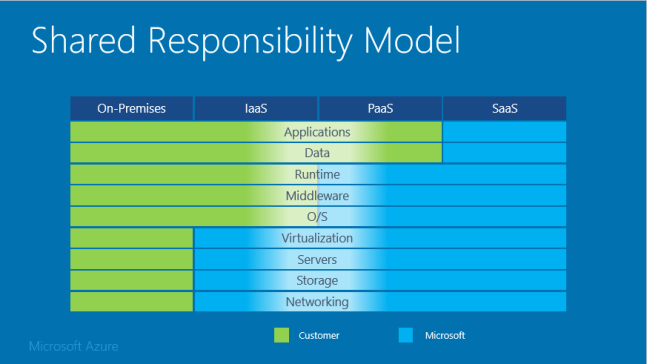 Shared Responsibility Model
On-Premises IaaS PaaS SaaS
Applications
Data
Runtime
Middleware
O/S
Virtualization
Servers
Storage
Networking
Customer Microsoft
Microsoft Azure